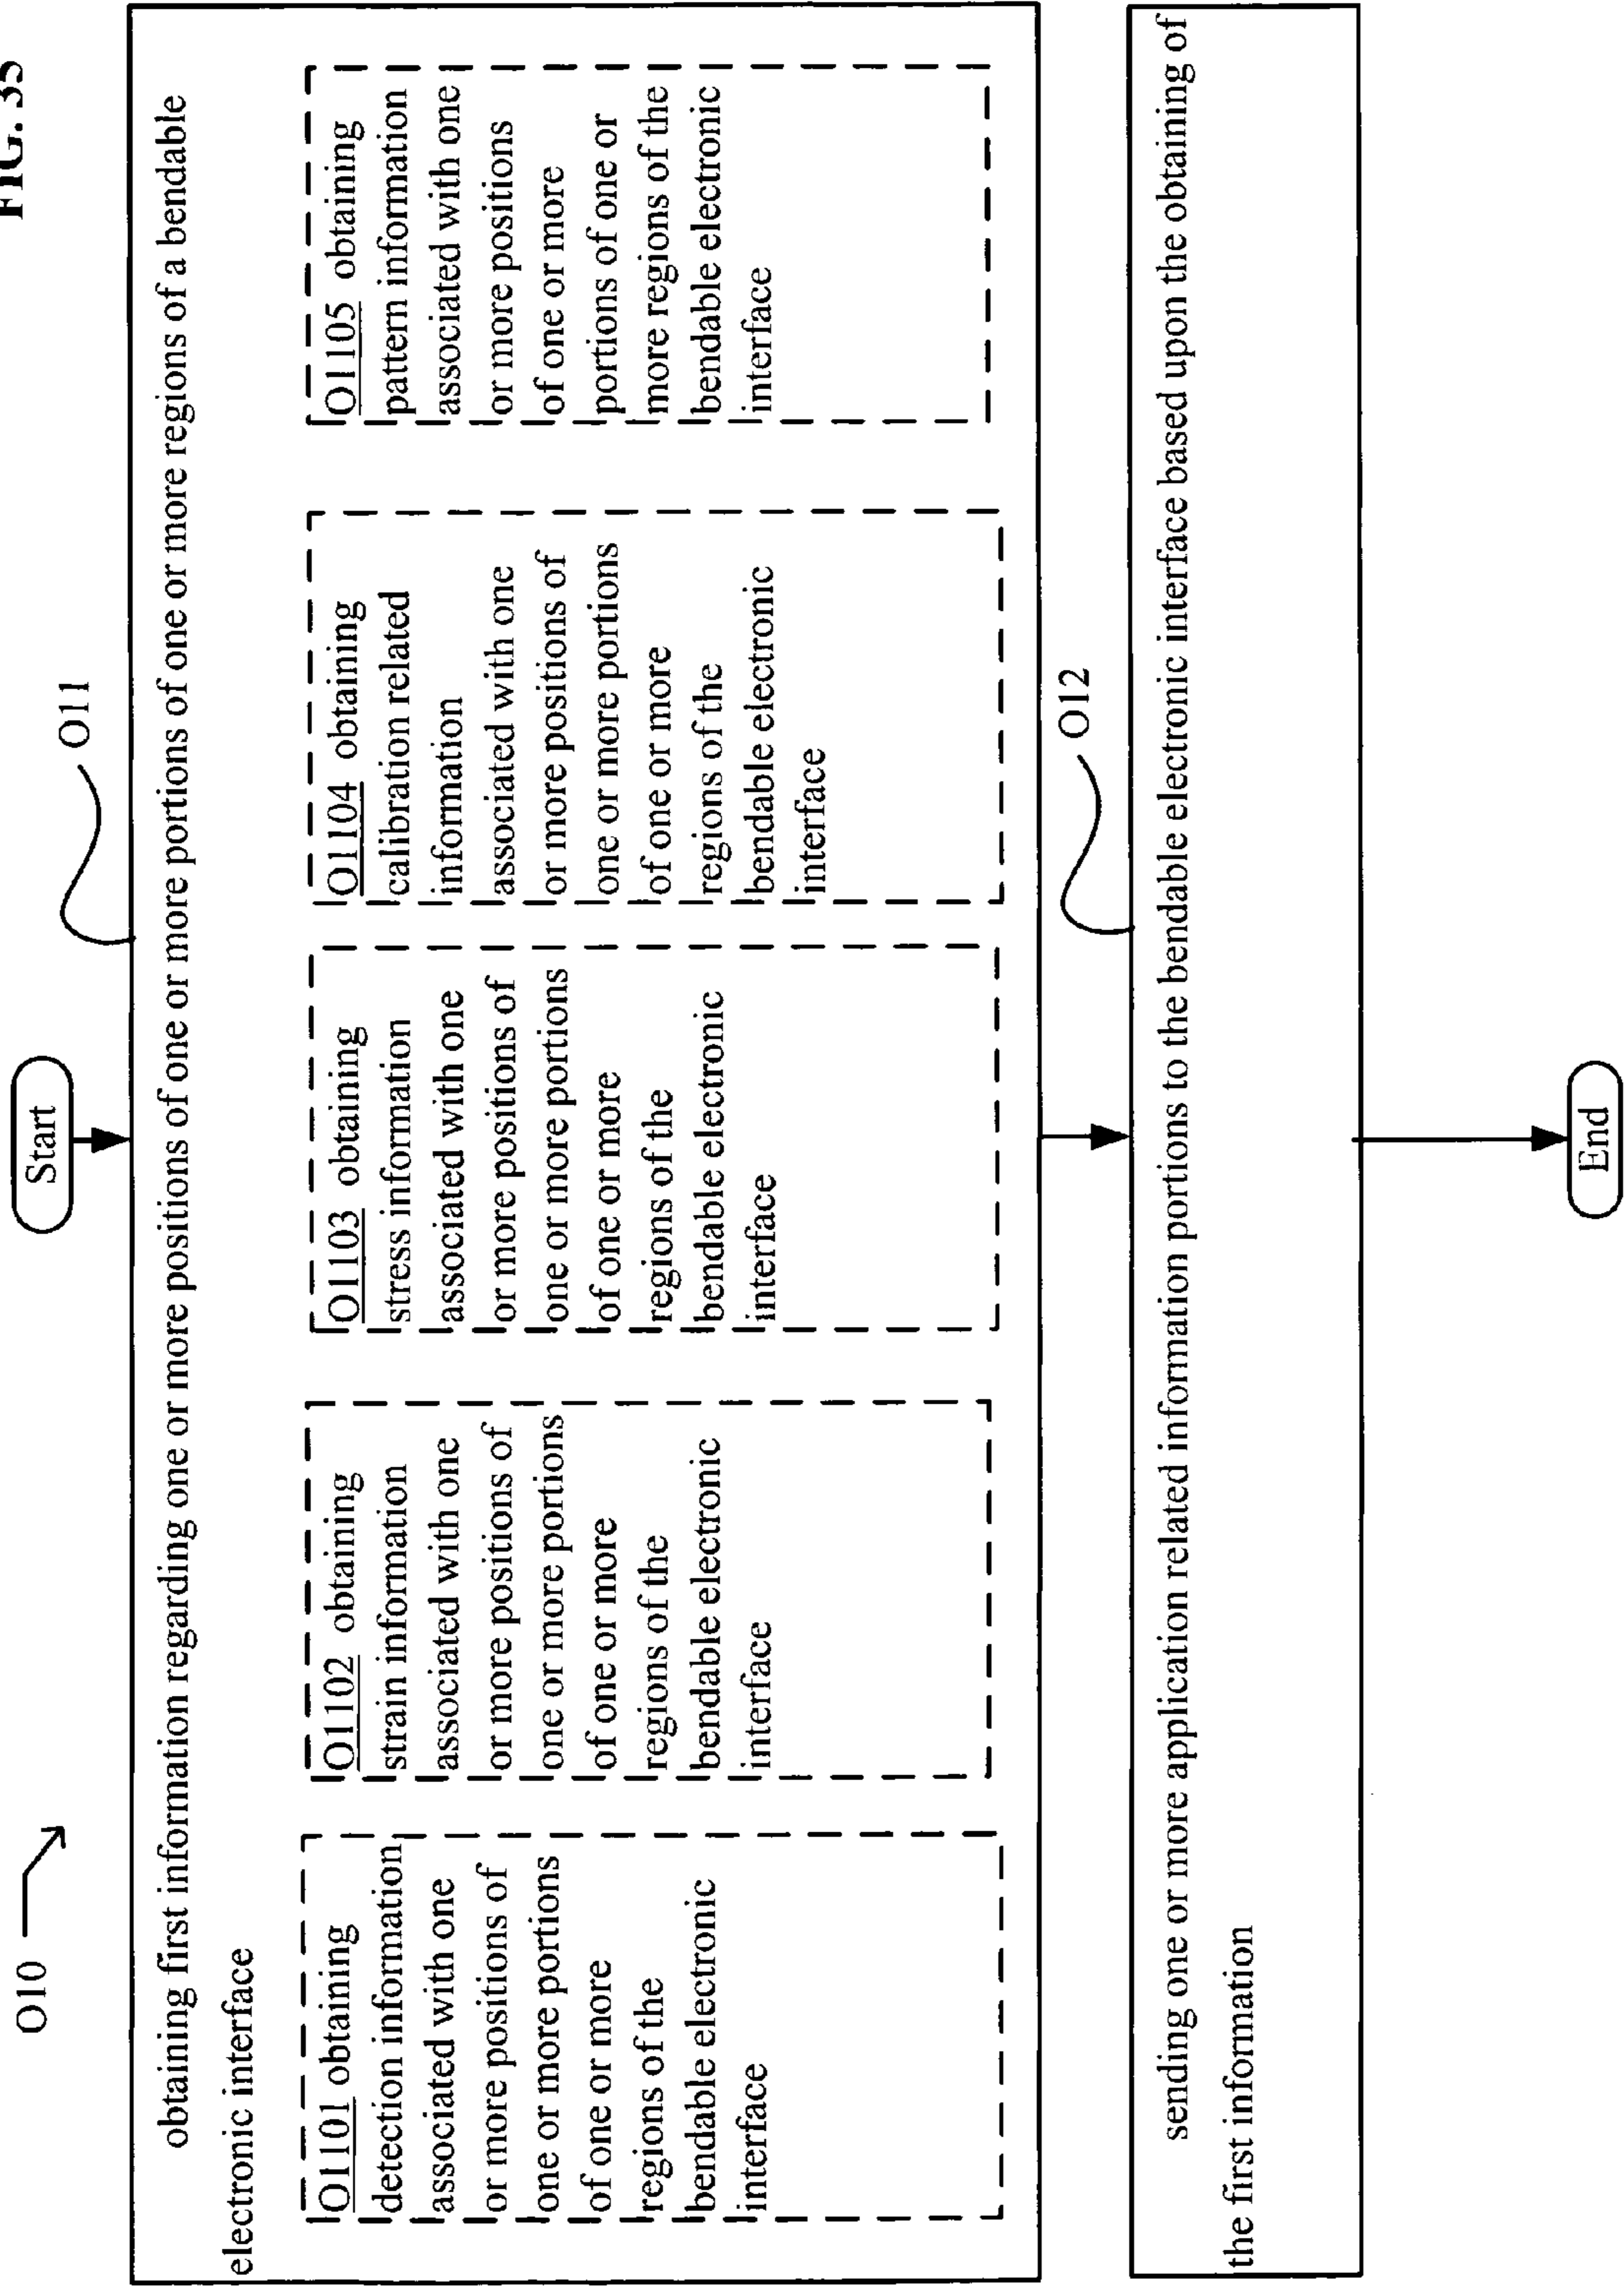 FIG. 35
O10
Start
O11
obtaining first information regarding one or more positions of one or more portions of one or more regions of a bendable
electronic interface
O1101 obtaining
detection information
associated with one
or more positions of
one or more portions
of one or more
regions of the
bendable electronic
interface
O1102 obtaining
strain information
associated with one
or more positions of
one or more portions
of one or more
regions of the
bendable electronic
interface
O1103 obtaining
stress information
associated with one
or more positions of
one or more portions
of one or more
regions of the
bendable electronic
interface
O1104 obtaining
calibration related
information
associated with one
or more positions of
one or more portions
of one or more
regions of the
bendable electronic
interface
O1105 obtaining
pattern information
associated with one
or more positions
of one or more
portions of one or
more regions of the
bendable electronic
interface
O12
sending one or more application related information portions to the bendable electronic interface based upon the obtaining of
the first information
End